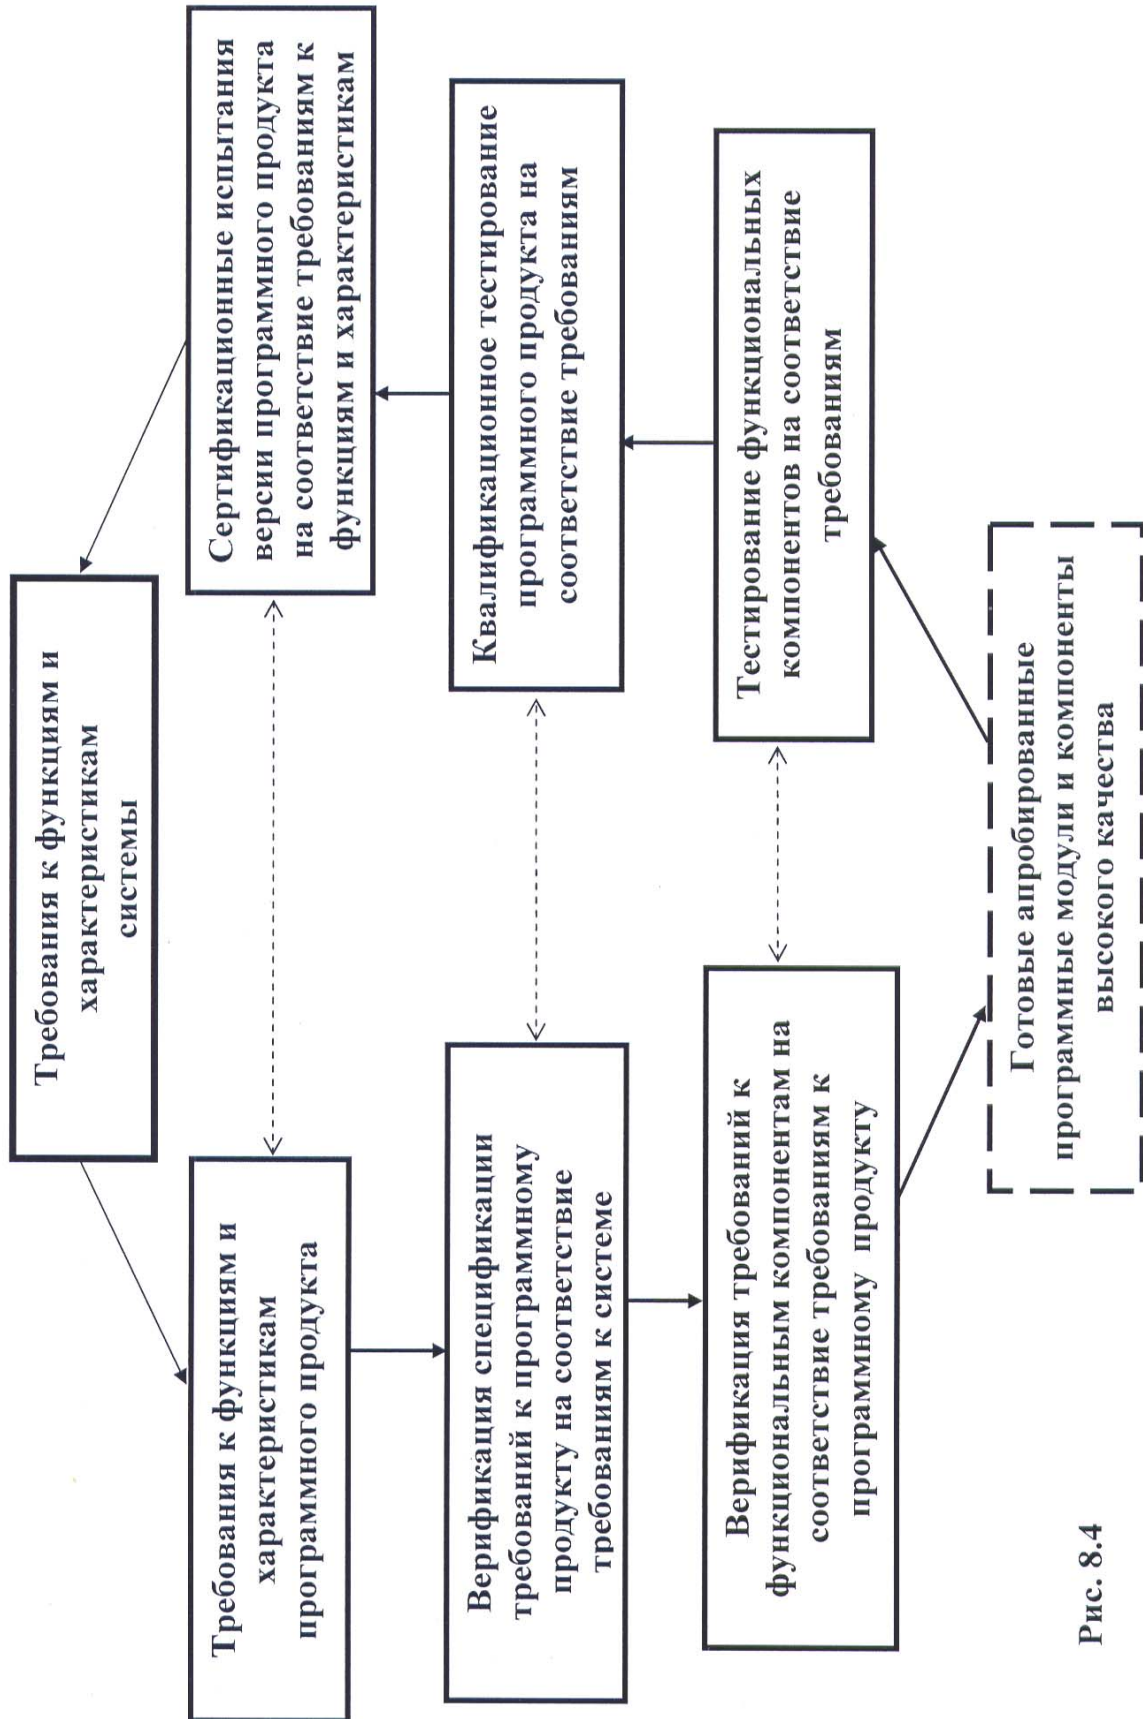 Требования к функциям и
характеристикам
системы
Требования к функциям и
характеристикам
программного продукта
Сертификационные испытания
версии программного продукта
на соответствие требованиям к
функциям и характеристикам
Верификация спецификации
требований к программному
продукту на соответствие
требованиям к системе
Квалификационное тестирование
программного продукта на
соответствие требованиям
Верификация требований к
функциональным компонентам на
соответствие требованиям к
программному продукту
Тестирование функциональных
компонентов на соответствие
требованиям
Готовые апробированные
программные модули и компоненты
высокого качества
Рис. 8.4